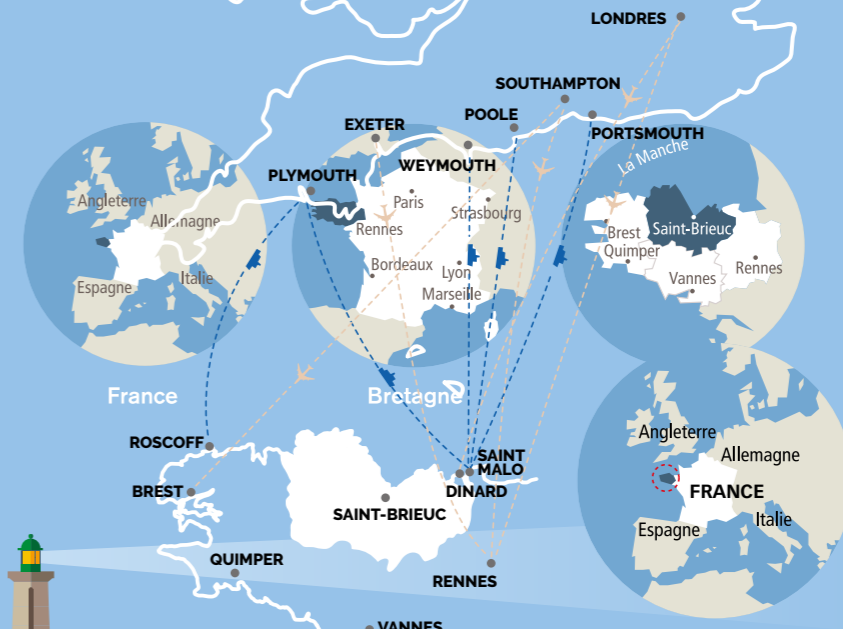 LONDRES
SOUTHAMPTON
POOLE
PORTSMOUTH
EXETER
WEYMOUTH
PLYMOUTH
La Manche
Angleterre
Allemagne
Espagne
Italie
France
Paris
Strasbourg
Rennes
Bordeaux
Lyon
Marseille
Bretagne
Saint-Brieuc
Brest
Quimper
Vannes
Rennes
Angleterre
Allemagne
FRANCE
Espagne
Italie
ROSCOFF
BREST
SAINT
MALO
DINARD
SAINT-BRIEUC
QUIMPER
RENNES
VANNES